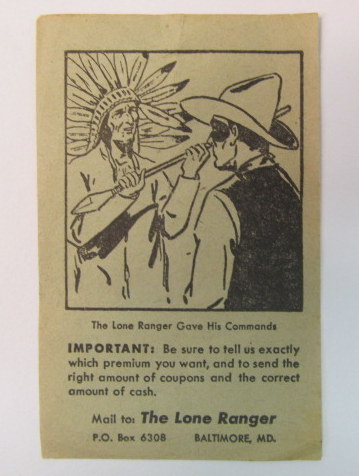 The Lone Ranger Gave His Commands
IMPORTANT: Be sure to tell us exactly
which premium you want, and to send the
right amount of coupons and the correct
amount of cash.
Mail to: The Lone Ranger
P.O. Box 6308 BALTIMORE, MD.